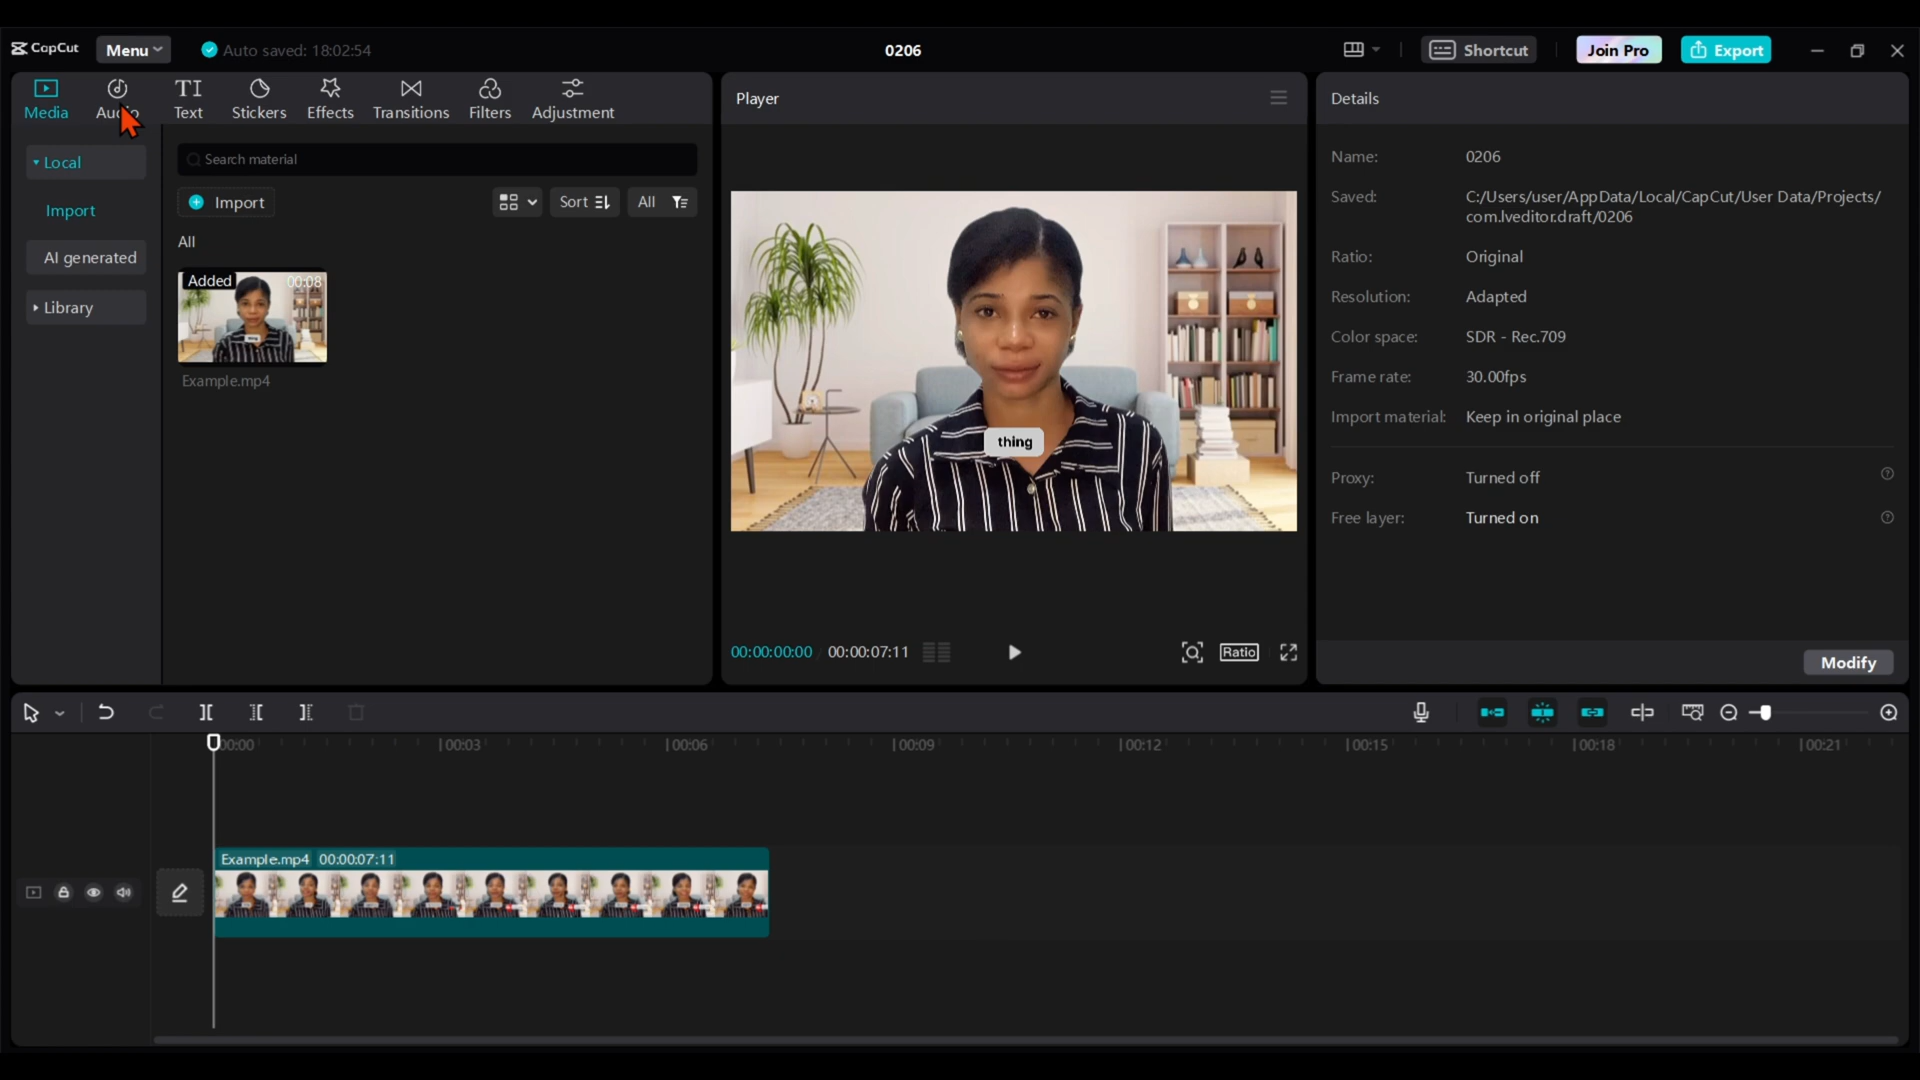 CapCut
Menu
Auto saved: 18:02:54
0206
Shortcut
Join Pro
Export
Media
Audio
Text
Stickers
Effects
Transitions
Filters
Adjustment
Local
Import
AI generated
Library
Search material
Import
Sort
All
All
Added
00:08
Example.mp4
Player
thing
00:00:00:00
00:00:07:11
Ratio
Details
Name: 0206
Saved: C:/Users/user/AppData/Local/CapCut/User Data/Projects/
com.lveditor.draft/0206
Ratio: Original
Resolution: Adapted
Color space: SDR - Rec.709
Frame rate: 30.00fps
Import material: Keep in original place
Proxy: Turned off
Free layer: Turned on
Modify
00:00 00:03 00:06 00:09 00:12 00:15 00:18 00:21
Example.mp4 00:00:07:11